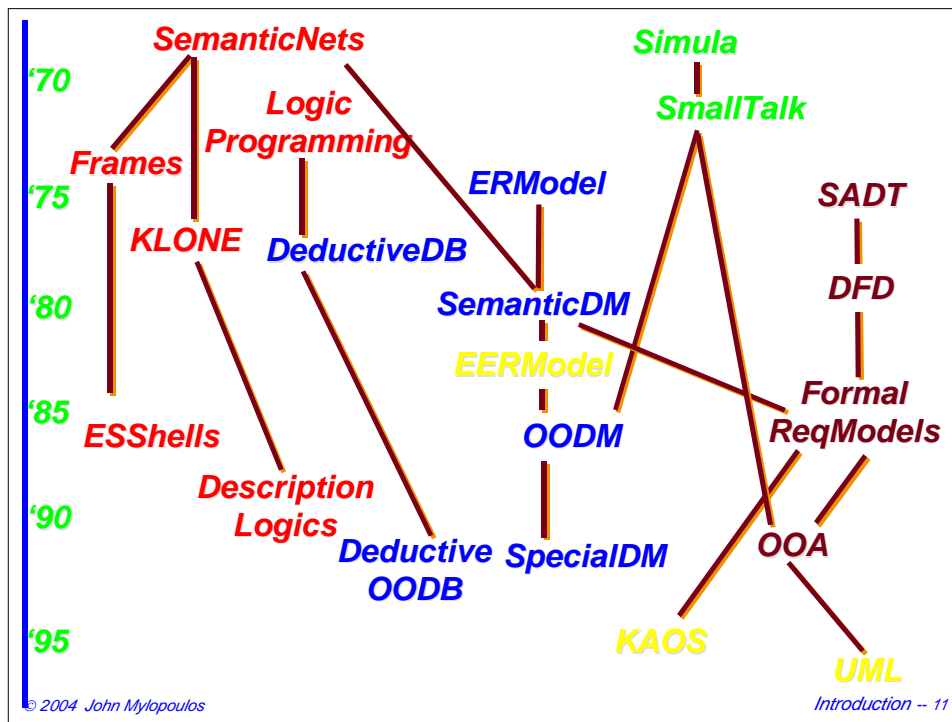 SemanticNets
Simula
‘70
Logic
Programming
SmallTalk
Frames
ERModel
‘75
SADT
KLONE
DeductiveDB
DFD
‘80
SemanticDM
EERModel
Formal
ReqModels
‘85
ESShells
OODM
Description
Logics
‘90
Deductive
OODB
SpecialDM
OOA
‘95
KAOS
UML
© 2004 John Mylopoulos
Introduction -- 11